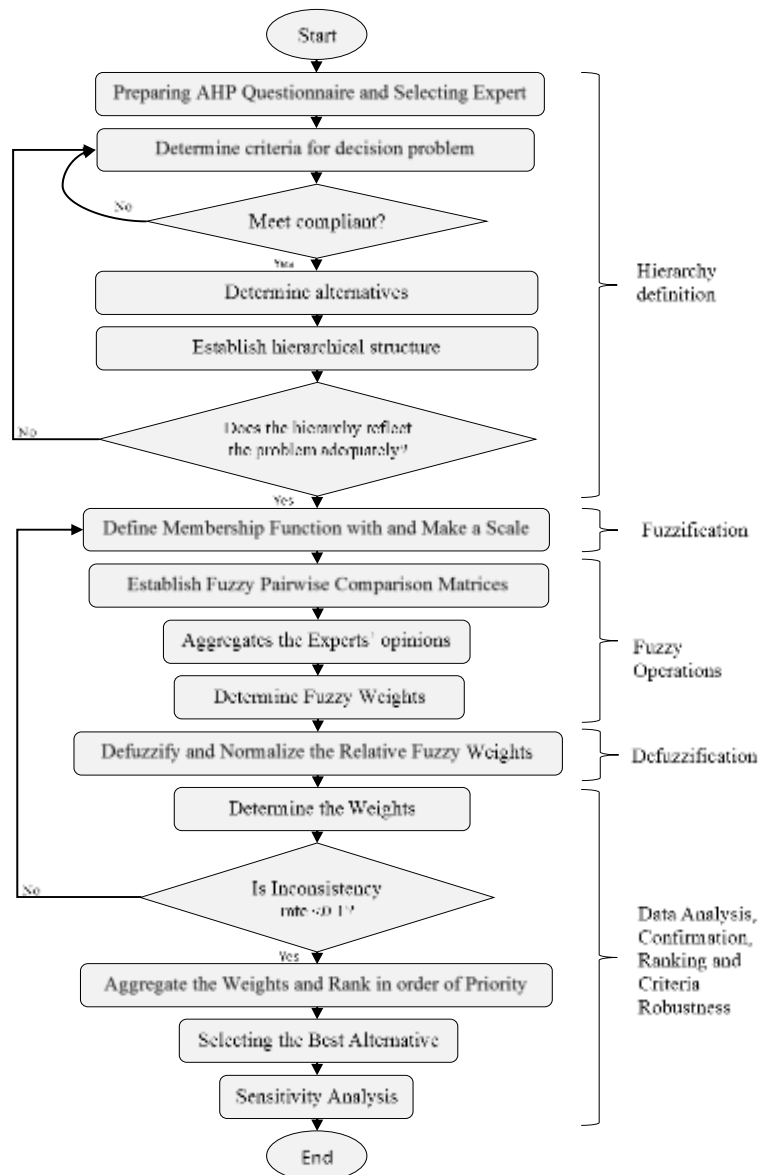 Start
Preparing AHP Questionnaire and Selecting Expert
Determine criteria for decision problem
No
Meet compliant?
Yes
Determine alternatives
Hierarchy
definition
Establish hierarchical structure
Does the hierarchy reflect
the problem adequately?
No
Yes
Define Membership Function with and Make a Scale
Fuzzification
Establish Fuzzy Pairwise Comparison Matrices
Aggregates the Experts' opinions
Fuzzy
Operations
Determine Fuzzy Weights
Defuzzify and Normalize the Relative Fuzzy Weights
Defuzzification
Determine the Weights
Is Inconsistency
rate <0.1?
No
Yes
Data Analysis,
Confirmation,
Ranking and
Criteria
Robustness
Aggregate the Weights and Rank in order of Priority
Selecting the Best Alternative
Sensitivity Analysis
End